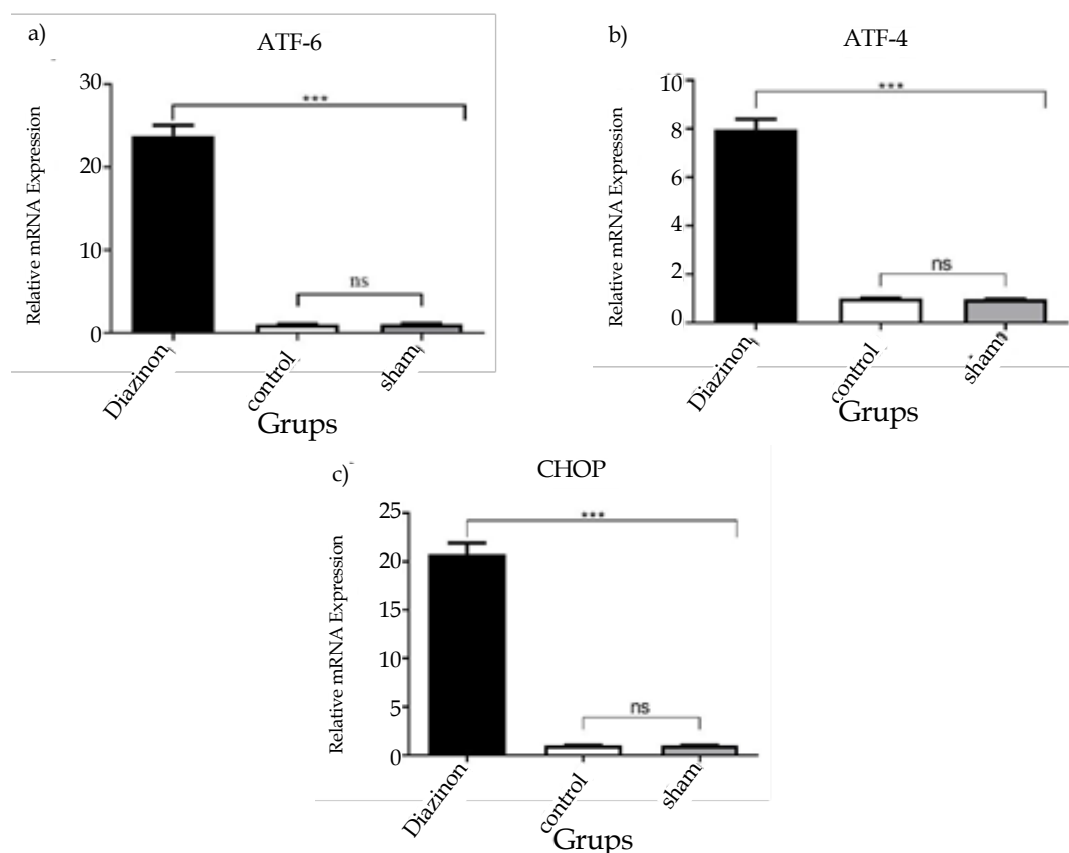 a)
ATF-6
Relative mRNA Expression
30
20
10
0
***
ns
Diazinon
control
sham
Grups
b)
ATF-4
Relative mRNA Expression
10
8
6
4
2
0
***
ns
Diazinon
control
sham
Grups
c)
CHOP
Relative mRNA Expression
25
20
15
10
5
0
***
ns
Diazinon
control
sham
Grups